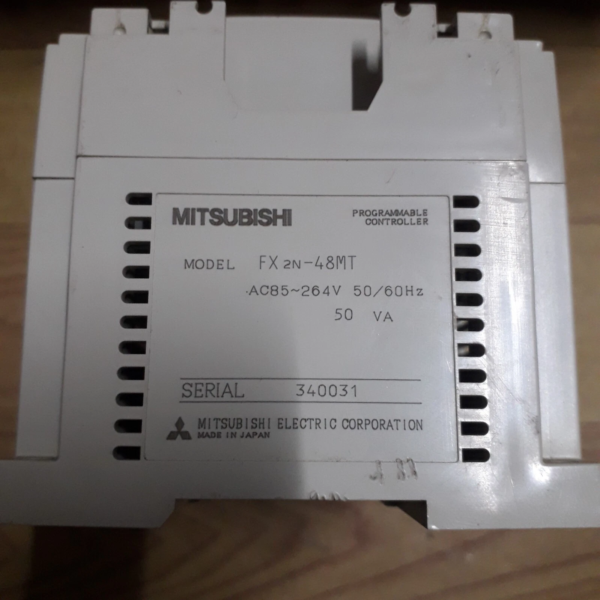 MITSUBISHI
PROGRAMMABLE
CONTROLLER
MODEL FX2N-48MT
AC85~264V 50/60Hz
50 VA
SERIAL 340031
MITSUBISHI ELECTRIC CORPORATION
MADE IN JAPAN